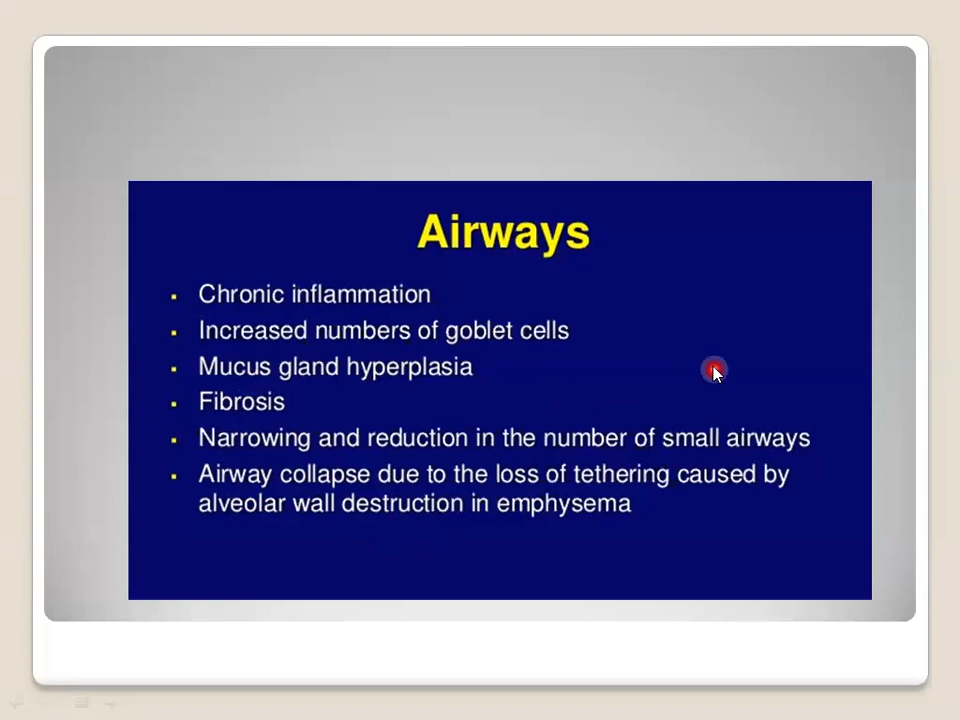 Airways
Chronic inflammation
Increased numbers of goblet cells
Mucus gland hyperplasia
Fibrosis
Narrowing and reduction in the number of small airways
Airway collapse due to the loss of tethering caused by
alveolar wall destruction in emphysema